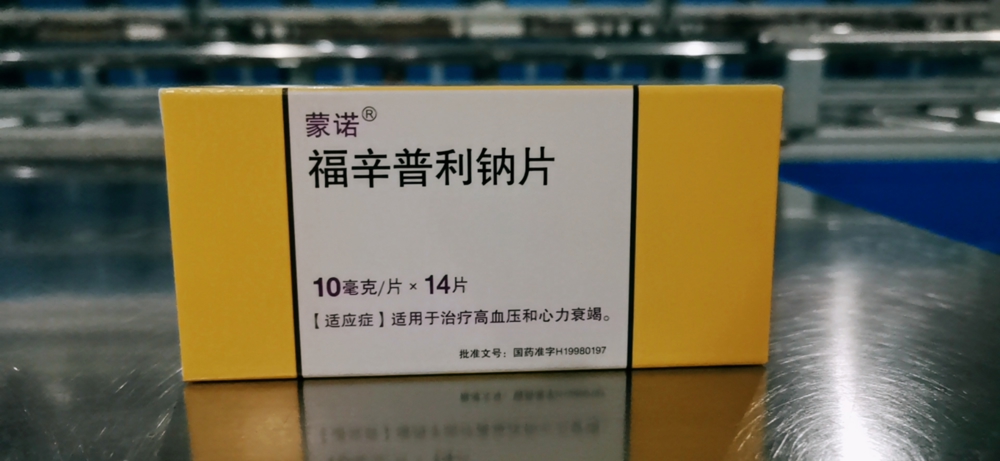 蒙诺®
福辛普利钠片
10毫克/片×14片
【适应症】适用于治疗高血压和心力衰竭。
批准文号：国药准字H19980197